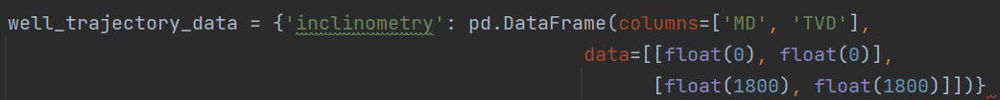 well_trajectory_data = {'inclinometry': pd.DataFrame(columns=['MD', 'TVD'],
data=[[float(0), float(0)],
[float(1800), float(1800)]])}